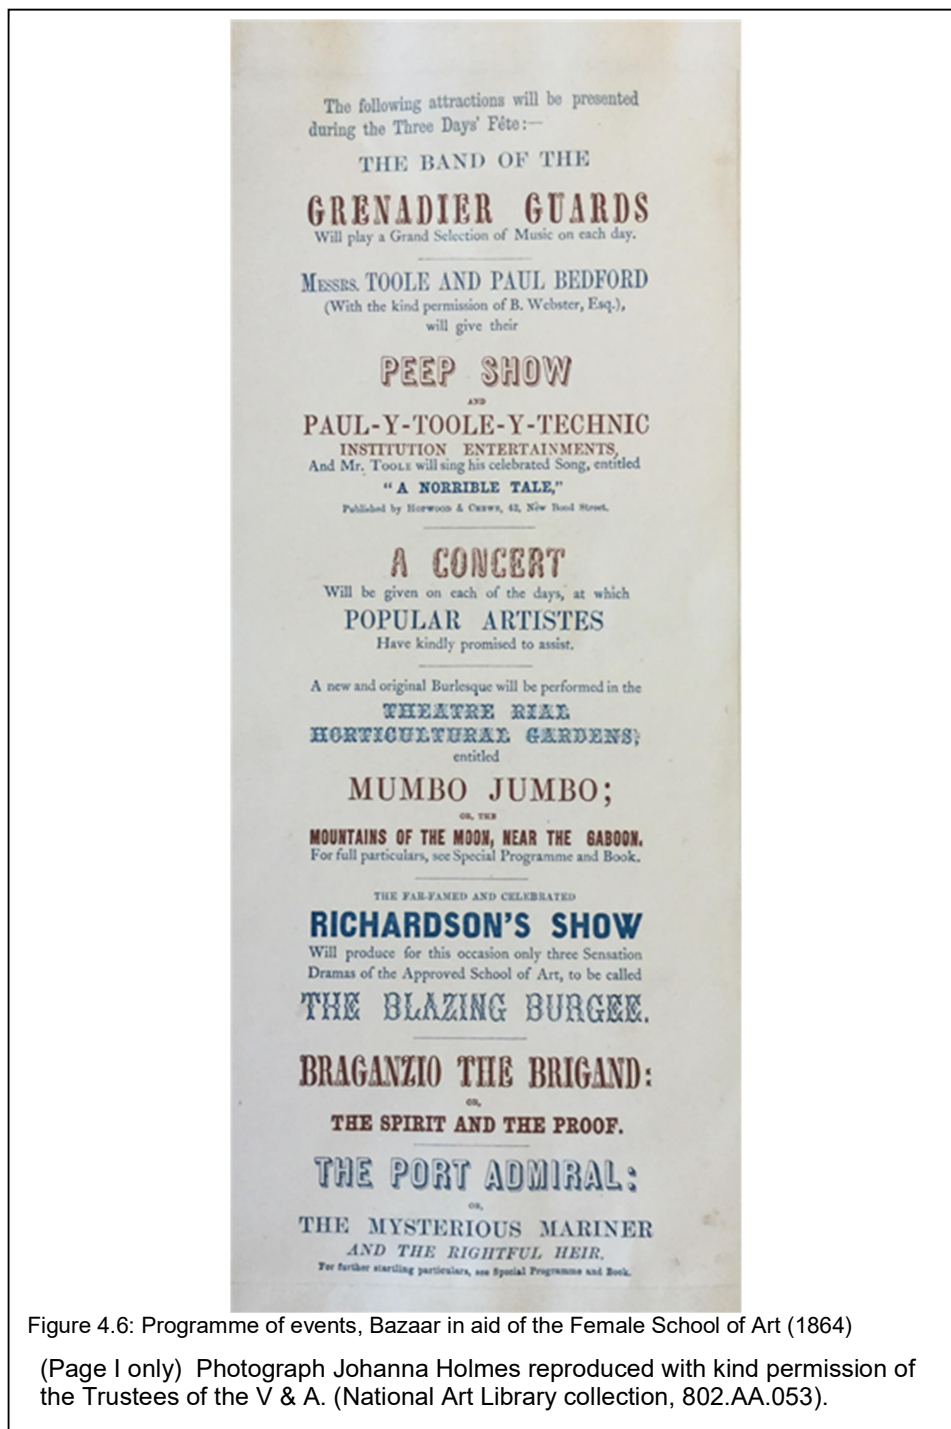 The following attractions will be presented
during the Three Days' Fête:—
THE BAND OF THE
GRENADIER GUARDS
Will play a Grand Selection of Music on each day.
MESSRS. TOOLE AND PAUL BEDFORD
(With the kind permission of B. Webster, Esq.),
will give their
PEEP SHOW
AND
PAUL-Y-TOOLE-Y-TECHNIC
INSTITUTION ENTERTAINMENTS,
And Mr. TOOLE will sing his celebrated Song, entitled
"A NORRIBLE TALE,"
Published by HOPWOOD & CREWE, 42, New Bond Street.
A CONCERT
Will be given on each of the days, at which
POPULAR ARTISTES
Have kindly promised to assist.
A new and original Burlesque will be performed in the
THEATRE RIAL
HORTICULTURAL GARDENS;
entitled
MUMBO JUMBO;
OR, THE
MOUNTAINS OF THE MOON, NEAR THE GABOON.
For full particulars, see Special Programme and Book.
THE FAR-FAMED AND CELEBRATED
RICHARDSON'S SHOW
Will produce for this occasion only three Sensation
Dramas of the Approved School of Art, to be called
THE BLAZING BURGEE.
BRAGANZIO THE BRIGAND:
OR,
THE SPIRIT AND THE PROOF.
THE PORT ADMIRAL:
OR,
THE MYSTERIOUS MARINER
AND THE RIGHTFUL HEIR.
For further startling particulars, see Special Programme and Book.
Figure 4.6: Programme of events, Bazaar in aid of the Female School of Art (1864)
(Page I only) Photograph Johanna Holmes reproduced with kind permission of
the Trustees of the V & A. (National Art Library collection, 802.AA.053).